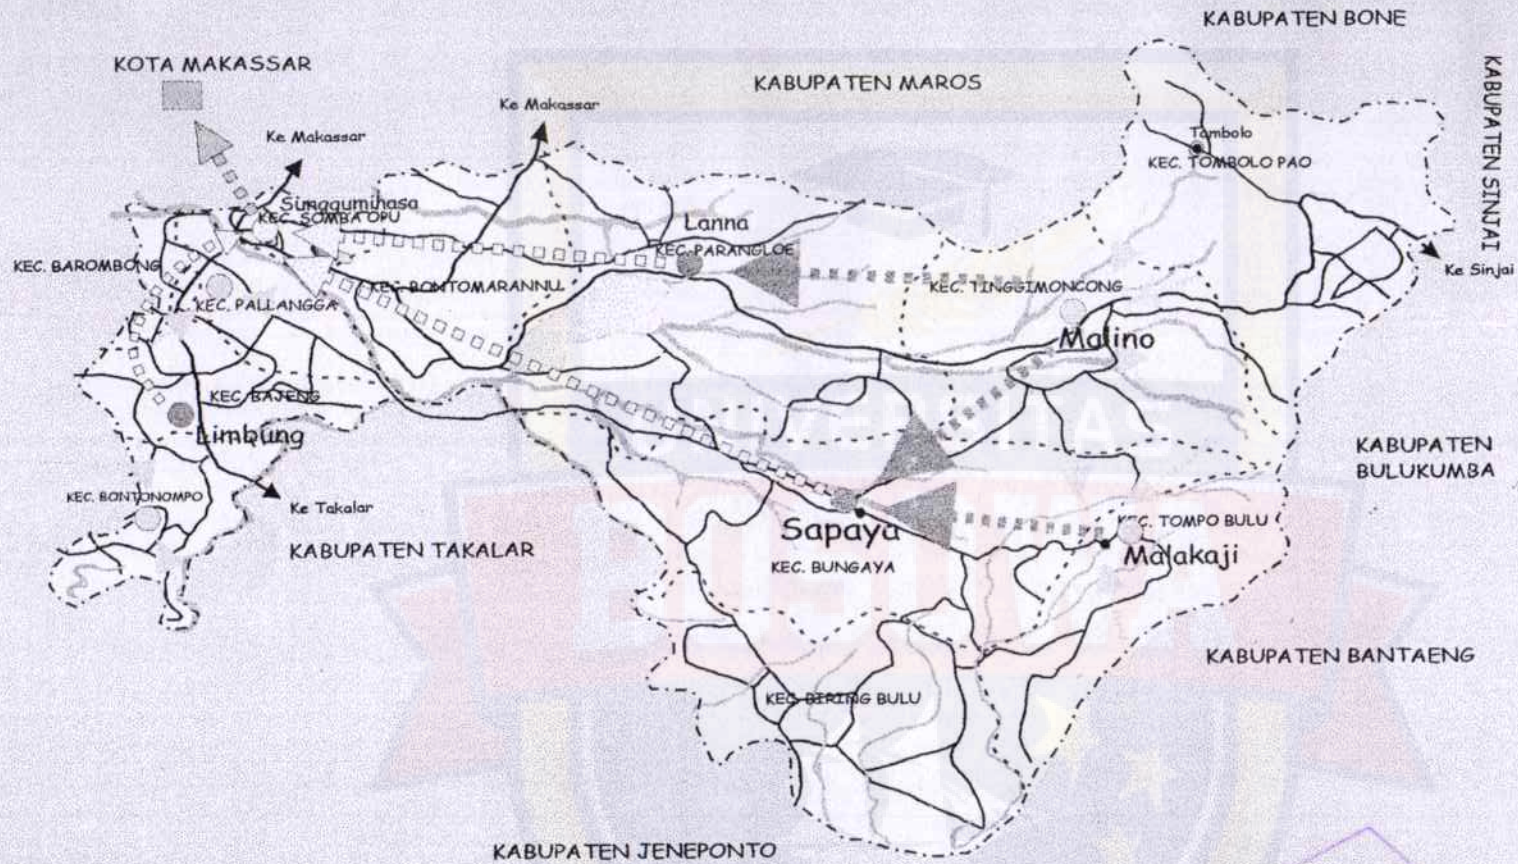 KABUPATEN BONE
KOTA MAKASSAR
KABUPATEN MAROS
KABUPATEN SINJAI
Ke Makassar
Ke Makassar
Tombolo
KEC. TOMBOLO PAO
Sunggumihasa
KEC. SOMBA OPU
Lanna
KEC. PARANGLOE
KEC. BAROMBONG
Ke Sinjai
KEC. BONTOMARANNU
KEC. TINGGIMONCONG
KEC. PALLANGGA
Malino
KEC. BAJENG
UNIVERSITAS
Limbung
KABUPATEN
BULUKUMBA
KEC. BONTONOMPO
Ke Takalar
Sapaya
KEC. TOMPO BULU
KABUPATEN TAKALAR
Malakaji
KEC. BUNGAYA
BOSOWA
KABUPATEN BANTAENG
KEC. BIRING BULU
KABUPATEN JENEPONTO